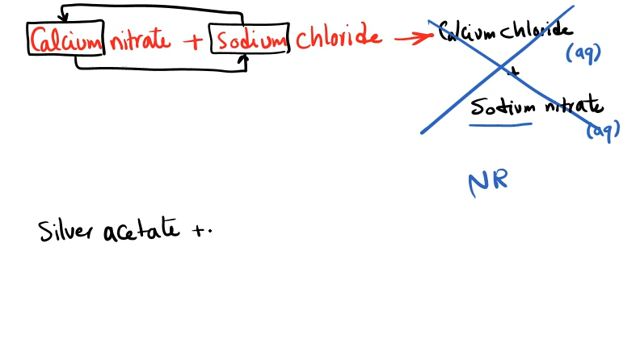 Calcium nitrate + Sodium chloride → Calcium chloride
(aq)
+
Sodium nitrate
(aq)
NR
Silver acetate +